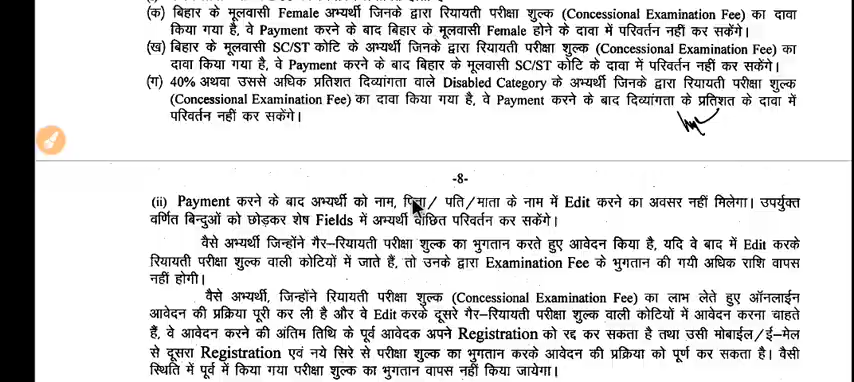 (क) बिहार के मूलवासी Female अभ्यर्थी जिनके द्वारा रियायती परीक्षा शुल्क (Concessional Examination Fee) का दावा
किया गया है, वे Payment करने के बाद बिहार के मूलवासी Female होने के दावा में परिवर्तन नहीं कर सकेंगे।
(ख) बिहार के मूलवासी SC/ST कोटि के अभ्यर्थी जिनके द्वारा रियायती परीक्षा शुल्क (Concessional Examination Fee) का
दावा किया गया है, वे Payment करने के बाद बिहार के मूलवासी SC/ST कोटि के दावा में परिवर्तन नहीं कर सकेंगे।
(ग) 40% अथवा उससे अधिक प्रतिशत दिव्यांगता वाले Disabled Category के अभ्यर्थी जिनके द्वारा रियायती परीक्षा शुल्क
(Concessional Examination Fee) का दावा किया गया है, वे Payment करने के बाद दिव्यांगता के प्रतिशत के दावा में
परिवर्तन नहीं कर सकेंगे।
-8-
(ii) Payment करने के बाद अभ्यर्थी को नाम, पिता/ पति/माता के नाम में Edit करने का अवसर नहीं मिलेगा। उपर्युक्त
वर्णित बिन्दुओं को छोड़कर शेष Fields में अभ्यर्थी वांछित परिवर्तन कर सकेंगे।
वैसे अभ्यर्थी जिन्होंने गैर-रियायती परीक्षा शुल्क का भुगतान करते हुए आवेदन किया है, यदि वे बाद में Edit करके
रियायती परीक्षा शुल्क वाली कोटियों में जाते हैं, तो उनके द्वारा Examination Fee के भुगतान की गयी अधिक राशि वापस
नहीं होगी।
वैसे अभ्यर्थी, जिन्होंने रियायती परीक्षा शुल्क (Concessional Examination Fee) का लाभ लेते हुए ऑनलाईन
आवेदन की प्रक्रिया पूरी कर ली है और वे Edit करके दूसरे गैर-रियायती परीक्षा शुल्क वाली कोटियों में आवेदन करना चाहते
हैं, वे आवेदन करने की अंतिम तिथि के पूर्व आवेदक अपने Registration को रद्द कर सकता है तथा उसी मोबाईल/ई-मेल
से दूसरा Registration एवं नये सिरे से परीक्षा शुल्क का भुगतान करके आवेदन की प्रक्रिया को पूर्ण कर सकता है। वैसी
स्थिति में पूर्व में किया गया परीक्षा शुल्क का भुगतान वापस नहीं किया जायेगा।